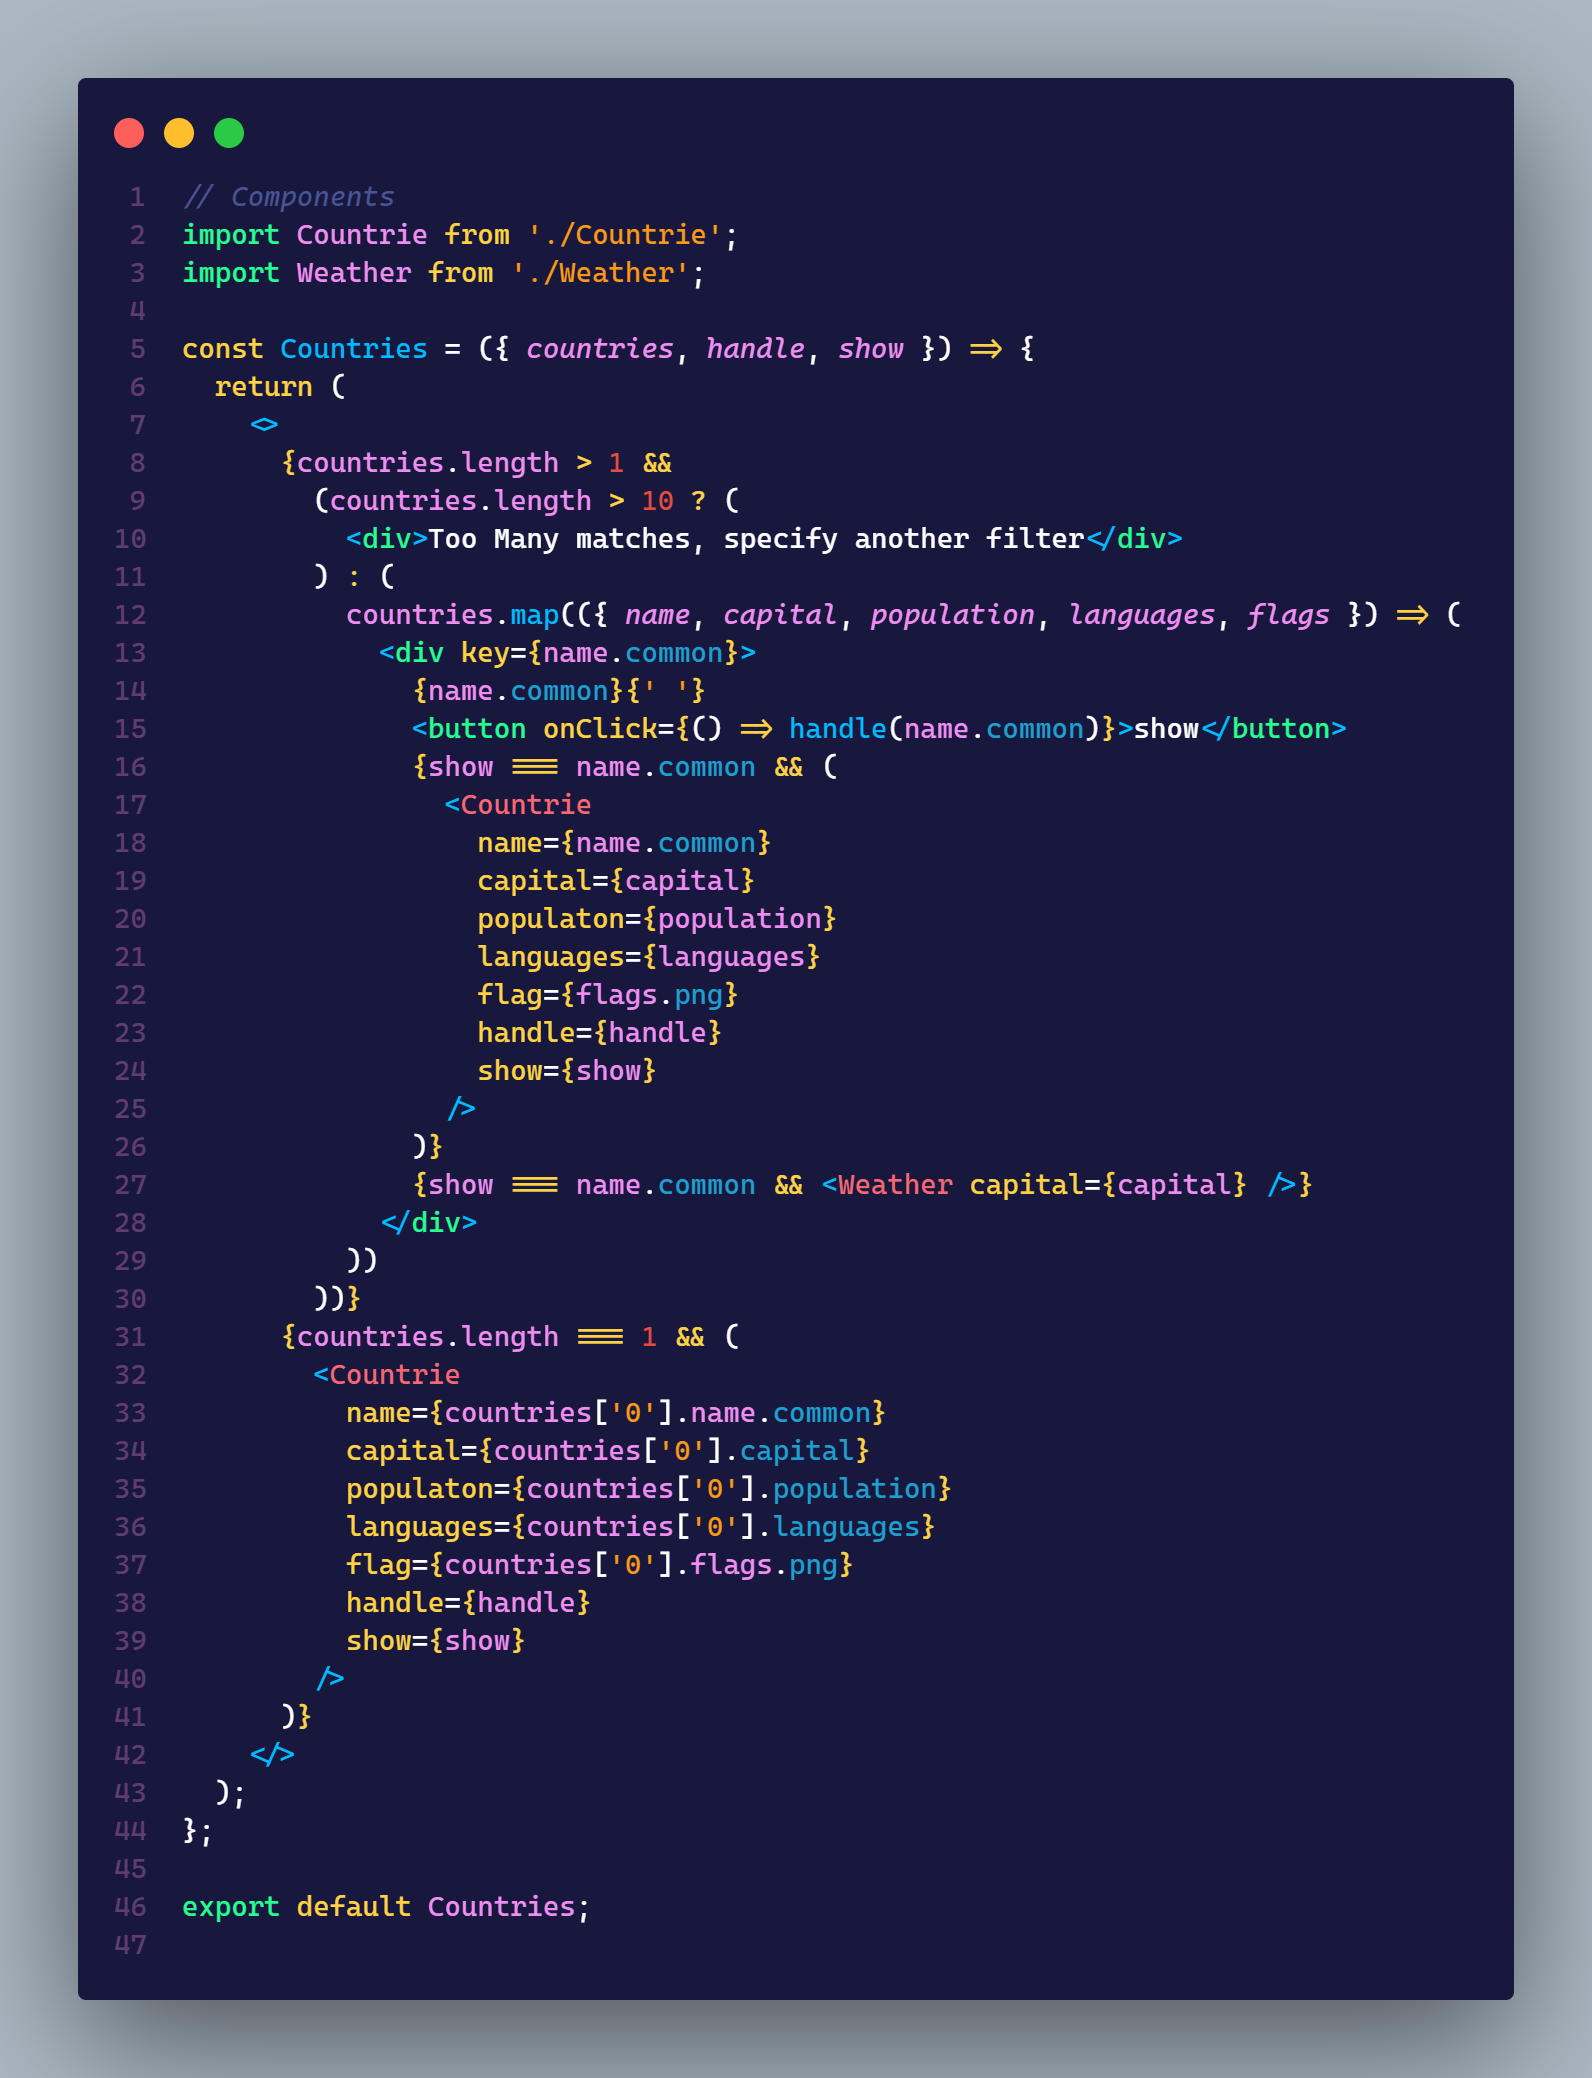 1 // Components
2 import Countrie from './Countrie';
3 import Weather from './Weather';
4
5 const Countries = ({ countries, handle, show }) => {
6   return (
7     <>
8       {countries.length > 1 &&
9         (countries.length > 10 ? (
10           <div>Too Many matches, specify another filter</div>
11         ) : (
12           countries.map(({ name, capital, population, languages, flags }) => (
13             <div key={name.common}>
14               {name.common}{' '}
15               <button onClick={() => handle(name.common)}>show</button>
16               {show === name.common && (
17                 <Countrie
18                   name={name.common}
19                   capital={capital}
20                   populaton={population}
21                   languages={languages}
22                   flag={flags.png}
23                   handle={handle}
24                   show={show}
25                 />
26               )}
27               {show === name.common && <Weather capital={capital} />}
28             </div>
29           ))
30         ))}
31       {countries.length === 1 && (
32         <Countrie
33           name={countries['0'].name.common}
34           capital={countries['0'].capital}
35           populaton={countries['0'].population}
36           languages={countries['0'].languages}
37           flag={countries['0'].flags.png}
38           handle={handle}
39           show={show}
40         />
41       )}
42     </>
43   );
44 };
45
46 export default Countries;
47